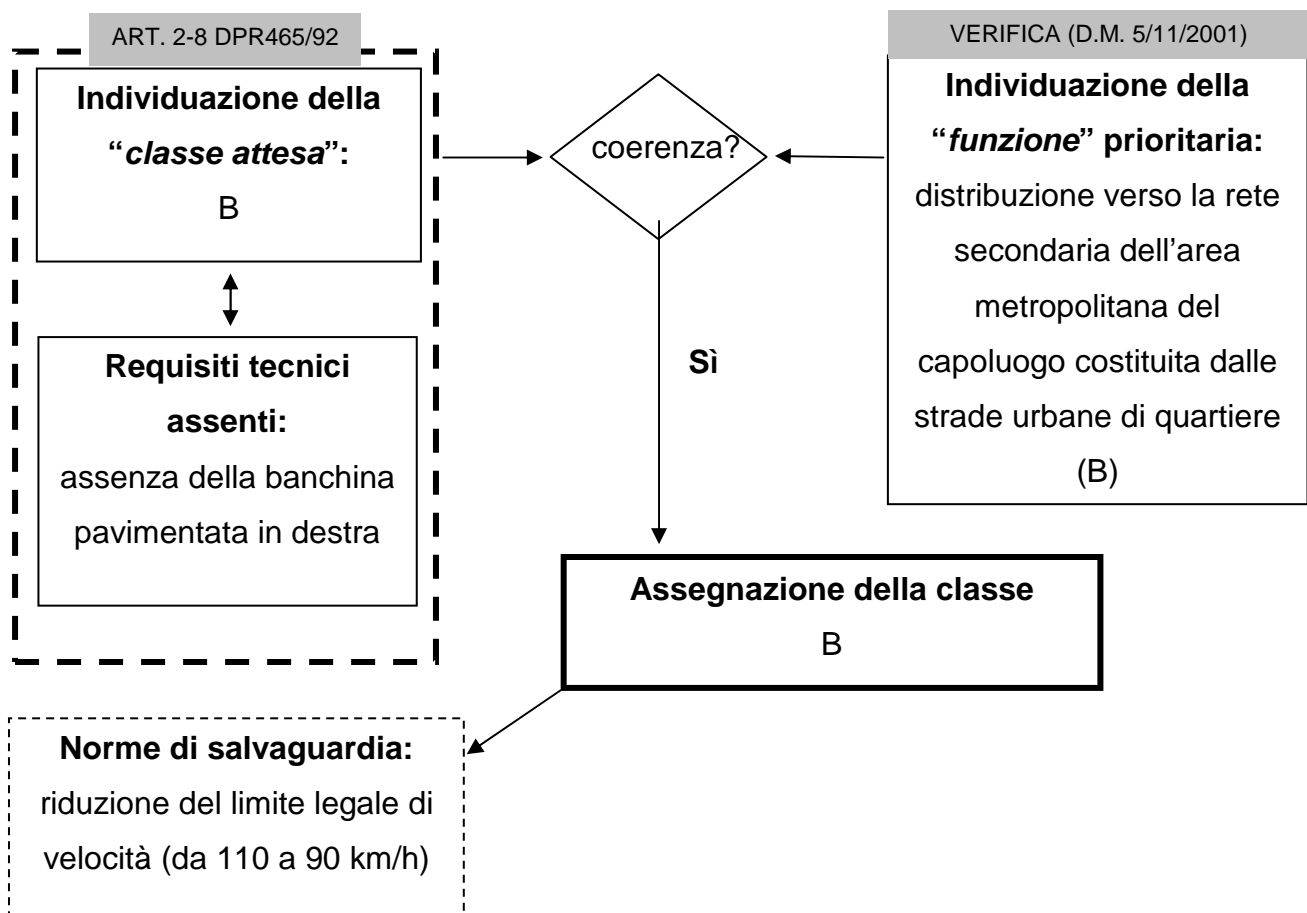 ART. 2-8 DPR465/92
Individuazione della
“classe attesa”:
B
Requisiti tecnici
assenti:
assenza della banchina
pavimentata in destra
coerenza?
Sì
VERIFICA (D.M. 5/11/2001)
Individuazione della
“funzione” prioritaria:
distribuzione verso la rete
secondaria dell’area
metropolitana del
capoluogo costituita dalle
strade urbane di quartiere
(B)
Assegnazione della classe
B
Norme di salvaguardia:
riduzione del limite legale di
velocità (da 110 a 90 km/h)